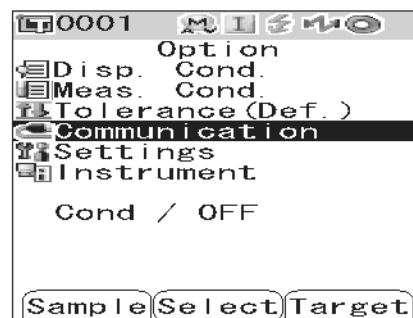 0001 M I
Option
Disp. Cond.
Meas. Cond.
Tolerance(Def.)
Communication
Settings
Instrument
Cond / OFF
Sample Select Target